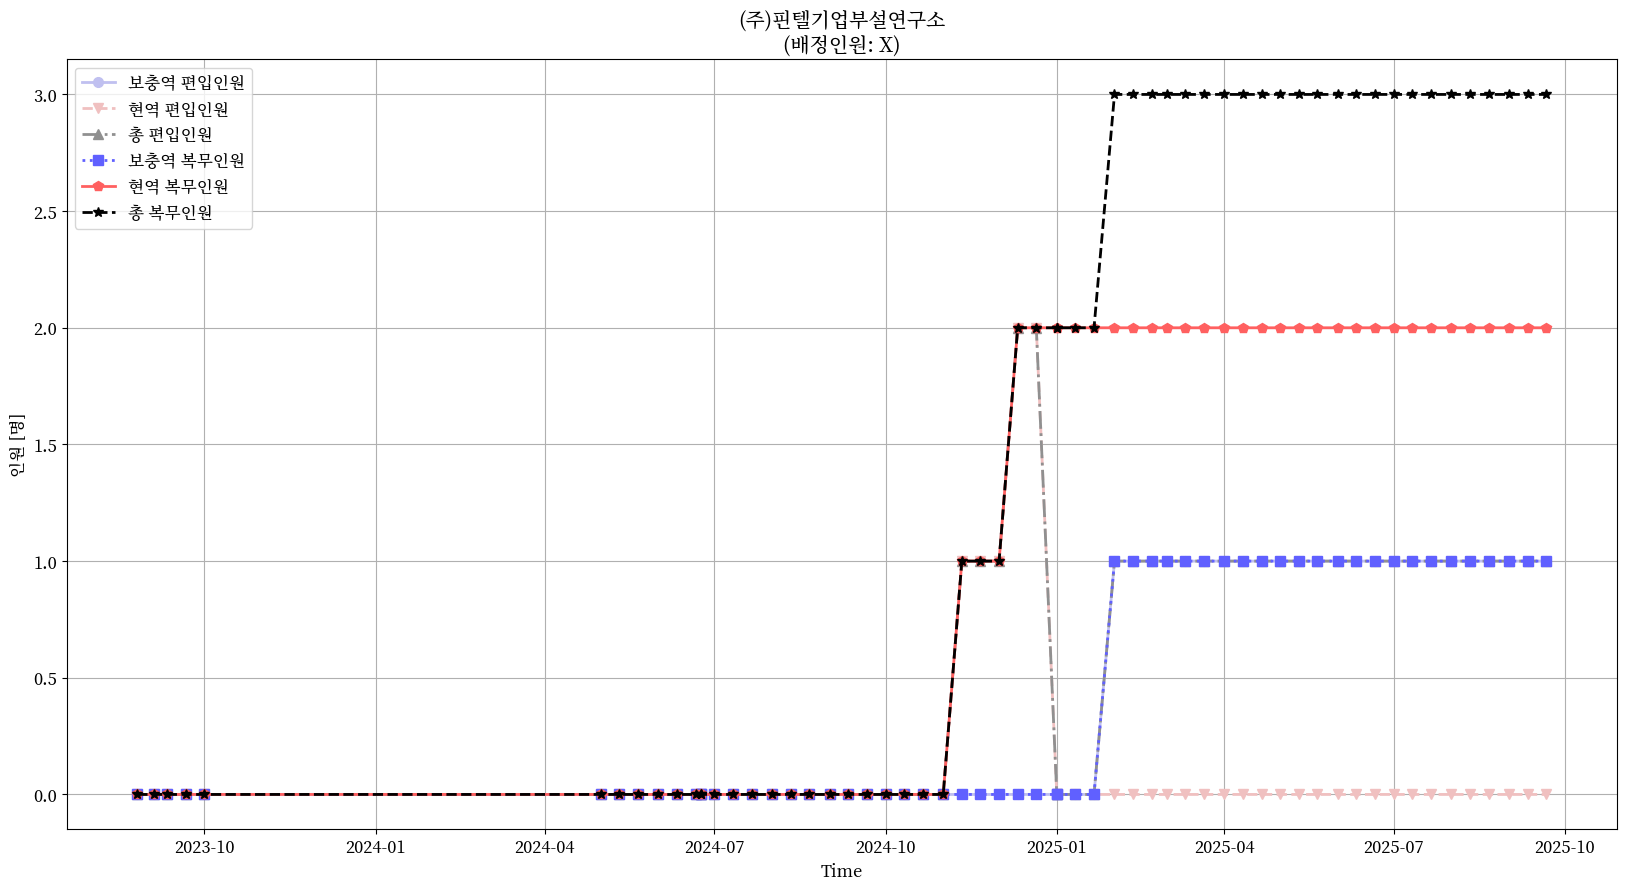 (주)핀텔기업부설연구소
(배정인원: X)
보충역 편입인원
현역 편입인원
총 편입인원
보충역 복무인원
현역 복무인원
총 복무인원
3.0
2.5
2.0
1.5
1.0
0.5
0.0
인원 [명]
2023-10
2024-01
2024-04
2024-07
2024-10
2025-01
2025-04
2025-07
2025-10
Time